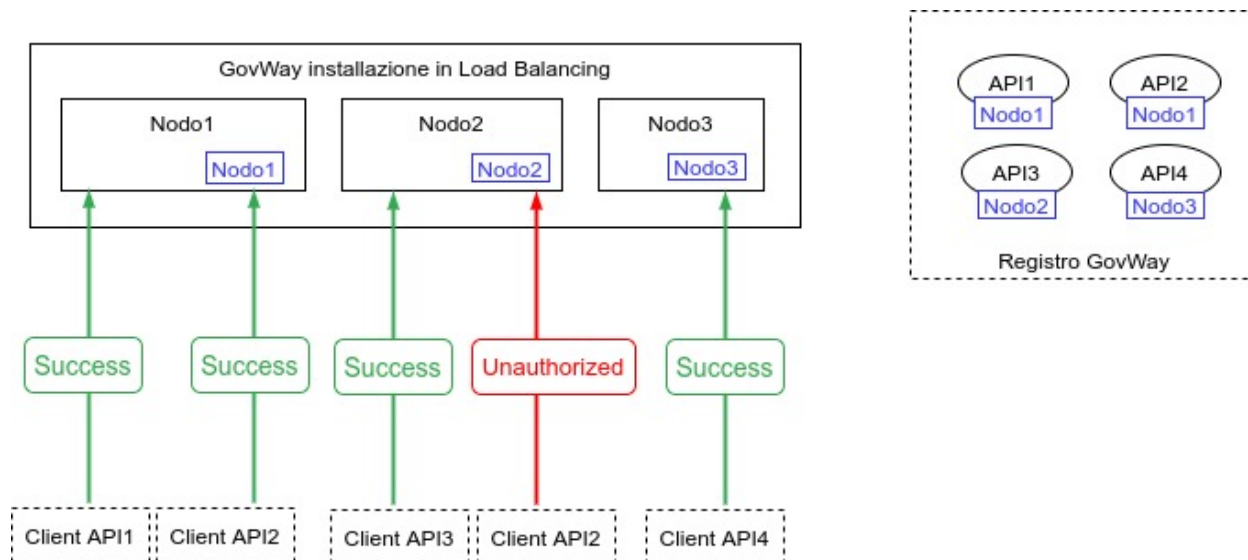 GovWay installazione in Load Balancing
Nodo1
Nodo1
Nodo2
Nodo2
Nodo3
Nodo3
API1
Nodo1
API2
Nodo1
API3
Nodo2
API4
Nodo3
Registro GovWay
Success
Success
Success
Unauthorized
Success
Client API1
Client API2
Client API3
Client API2
Client API4